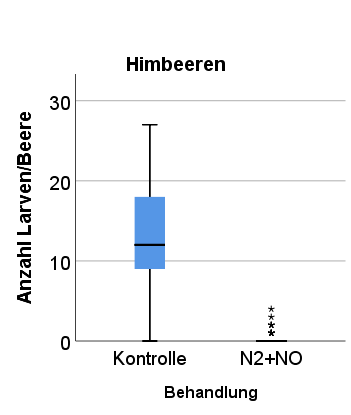 Himbeeren
Anzahl Larven/Beere
30
20
10
0
Kontrolle
N2+NO
Behandlung